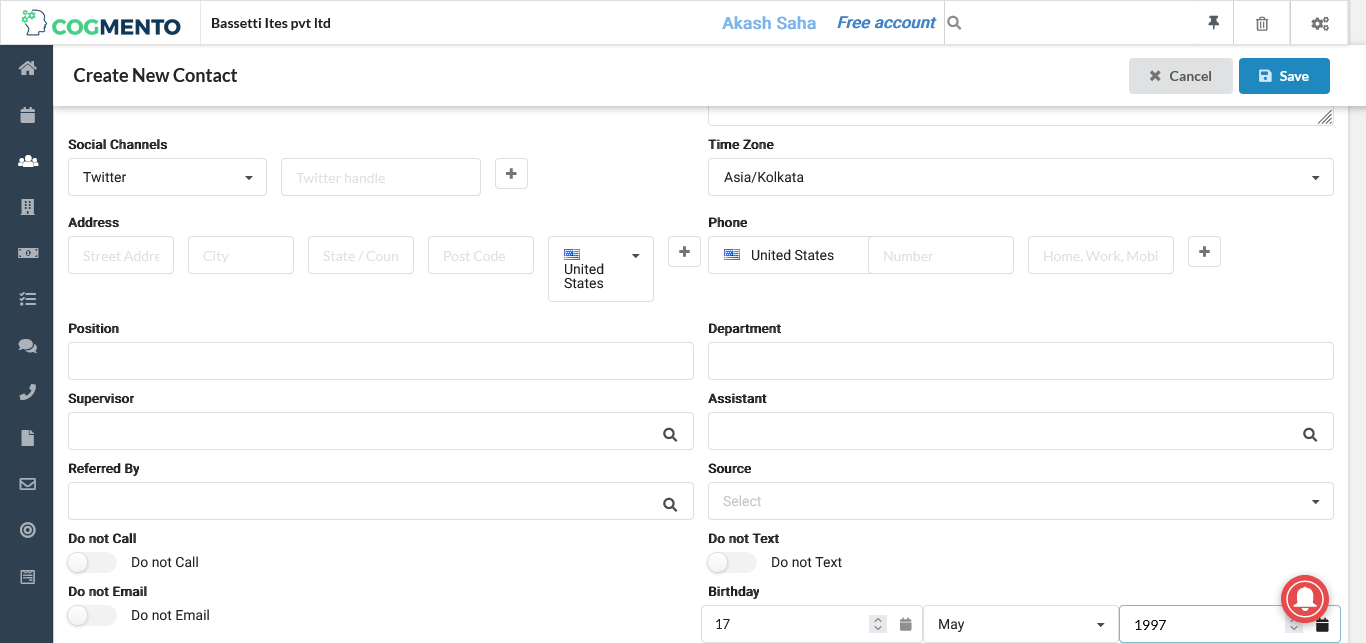 COGMENTO
Bassetti Ites pvt ltd
Akash Saha
Free account
Create New Contact
Cancel
Save
Social Channels
Time Zone
Twitter
Twitter handle
Asia/Kolkata
Address
Phone
Street Addre
City
State / Coun
Post Code
United
States
United States
Number
Home, Work, Mobi
Position
Department
Supervisor
Assistant
Referred By
Source
Select
Do not Call
Do not Text
Do not Call
Do not Text
Do not Email
Birthday
Do not Email
17
May
1997